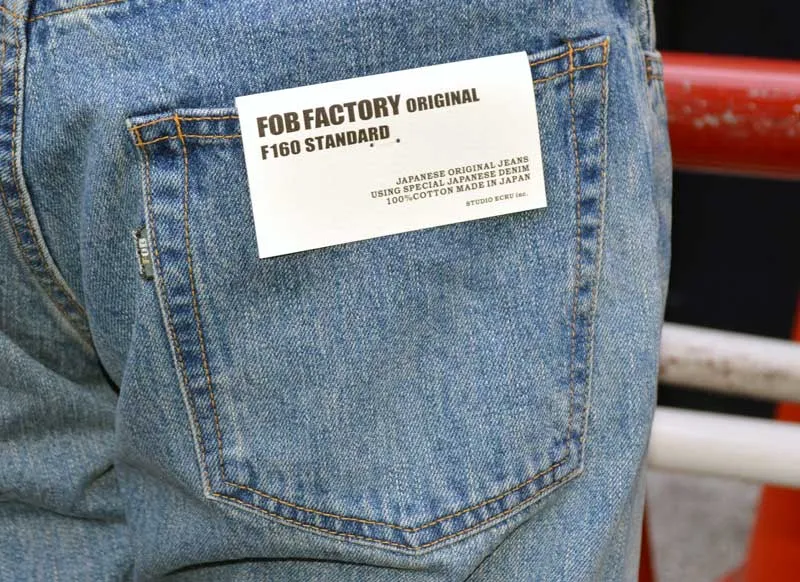 FOB FACTORY ORIGINAL
F160 STANDARD
JAPANESE ORIGINAL JEANS
USING SPECIAL JAPANESE DENIM
100%COTTON MADE IN JAPAN
STUDIO ECRU inc.
FOB